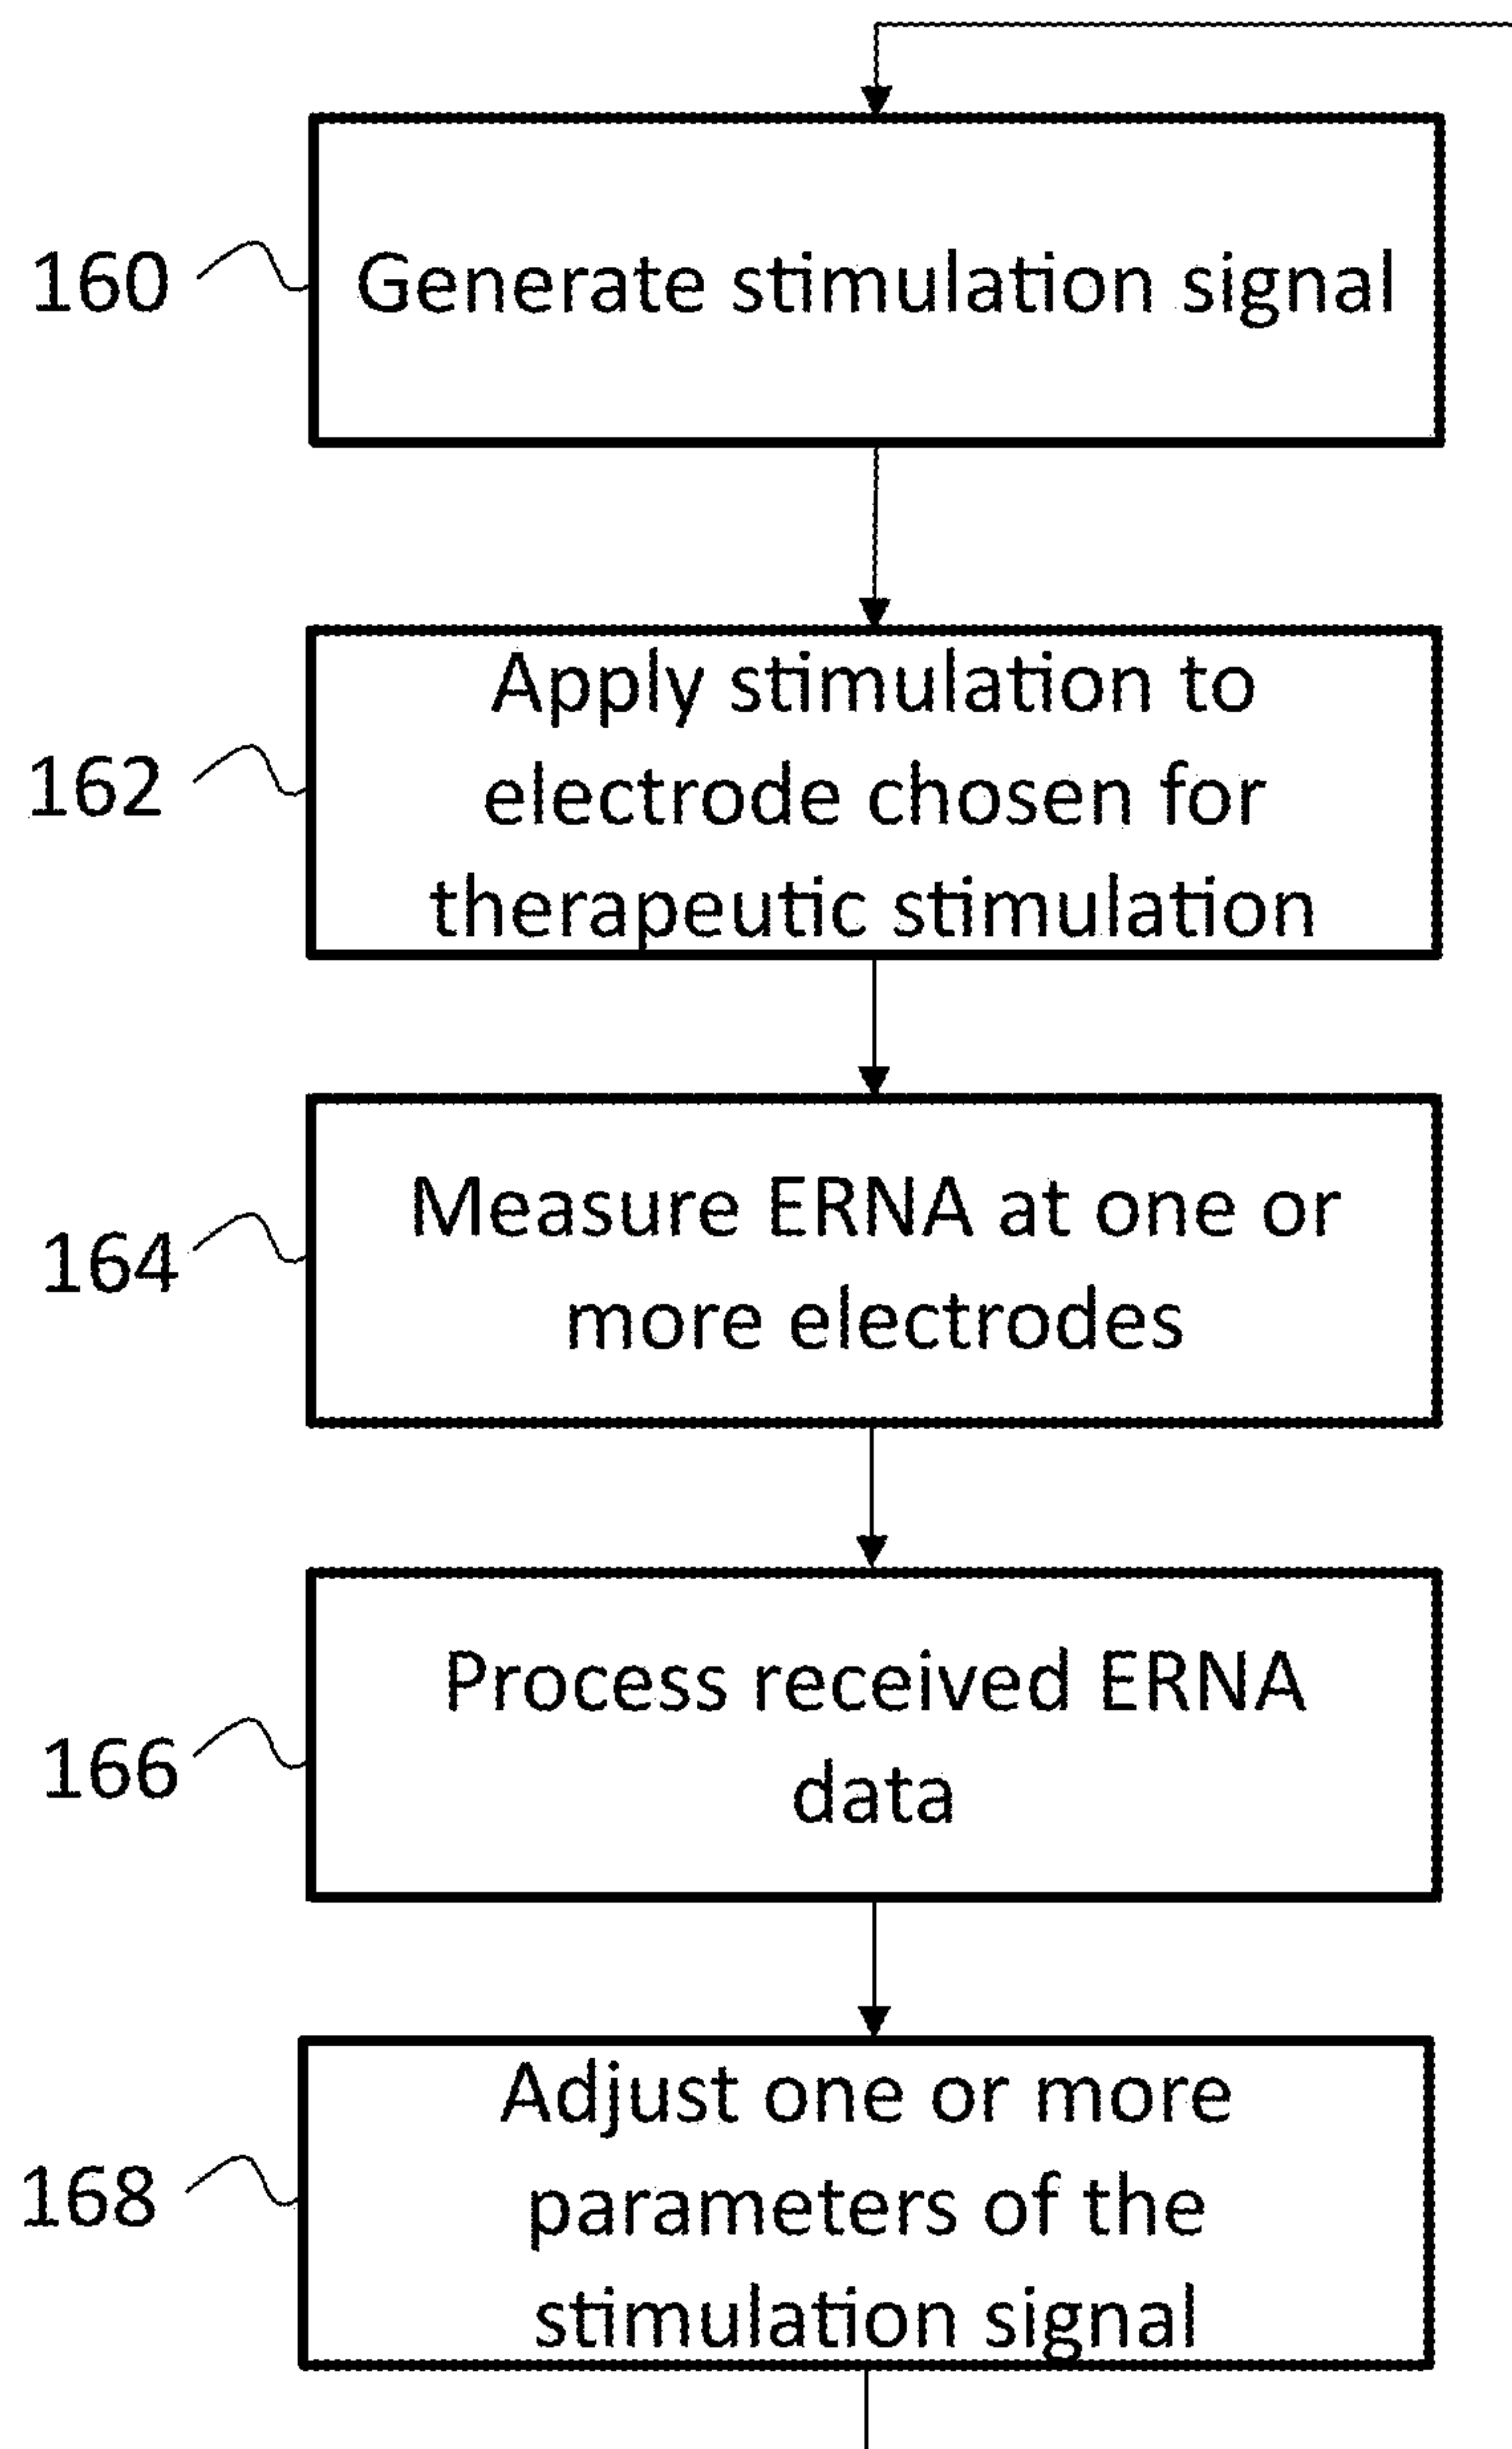 160
Generate stimulation signal
162
Apply stimulation to
electrode chosen for
therapeutic stimulation
164
Measure ERNA at one or
more electrodes
166
Process received ERNA
data
168
Adjust one or more
parameters of the
stimulation signal